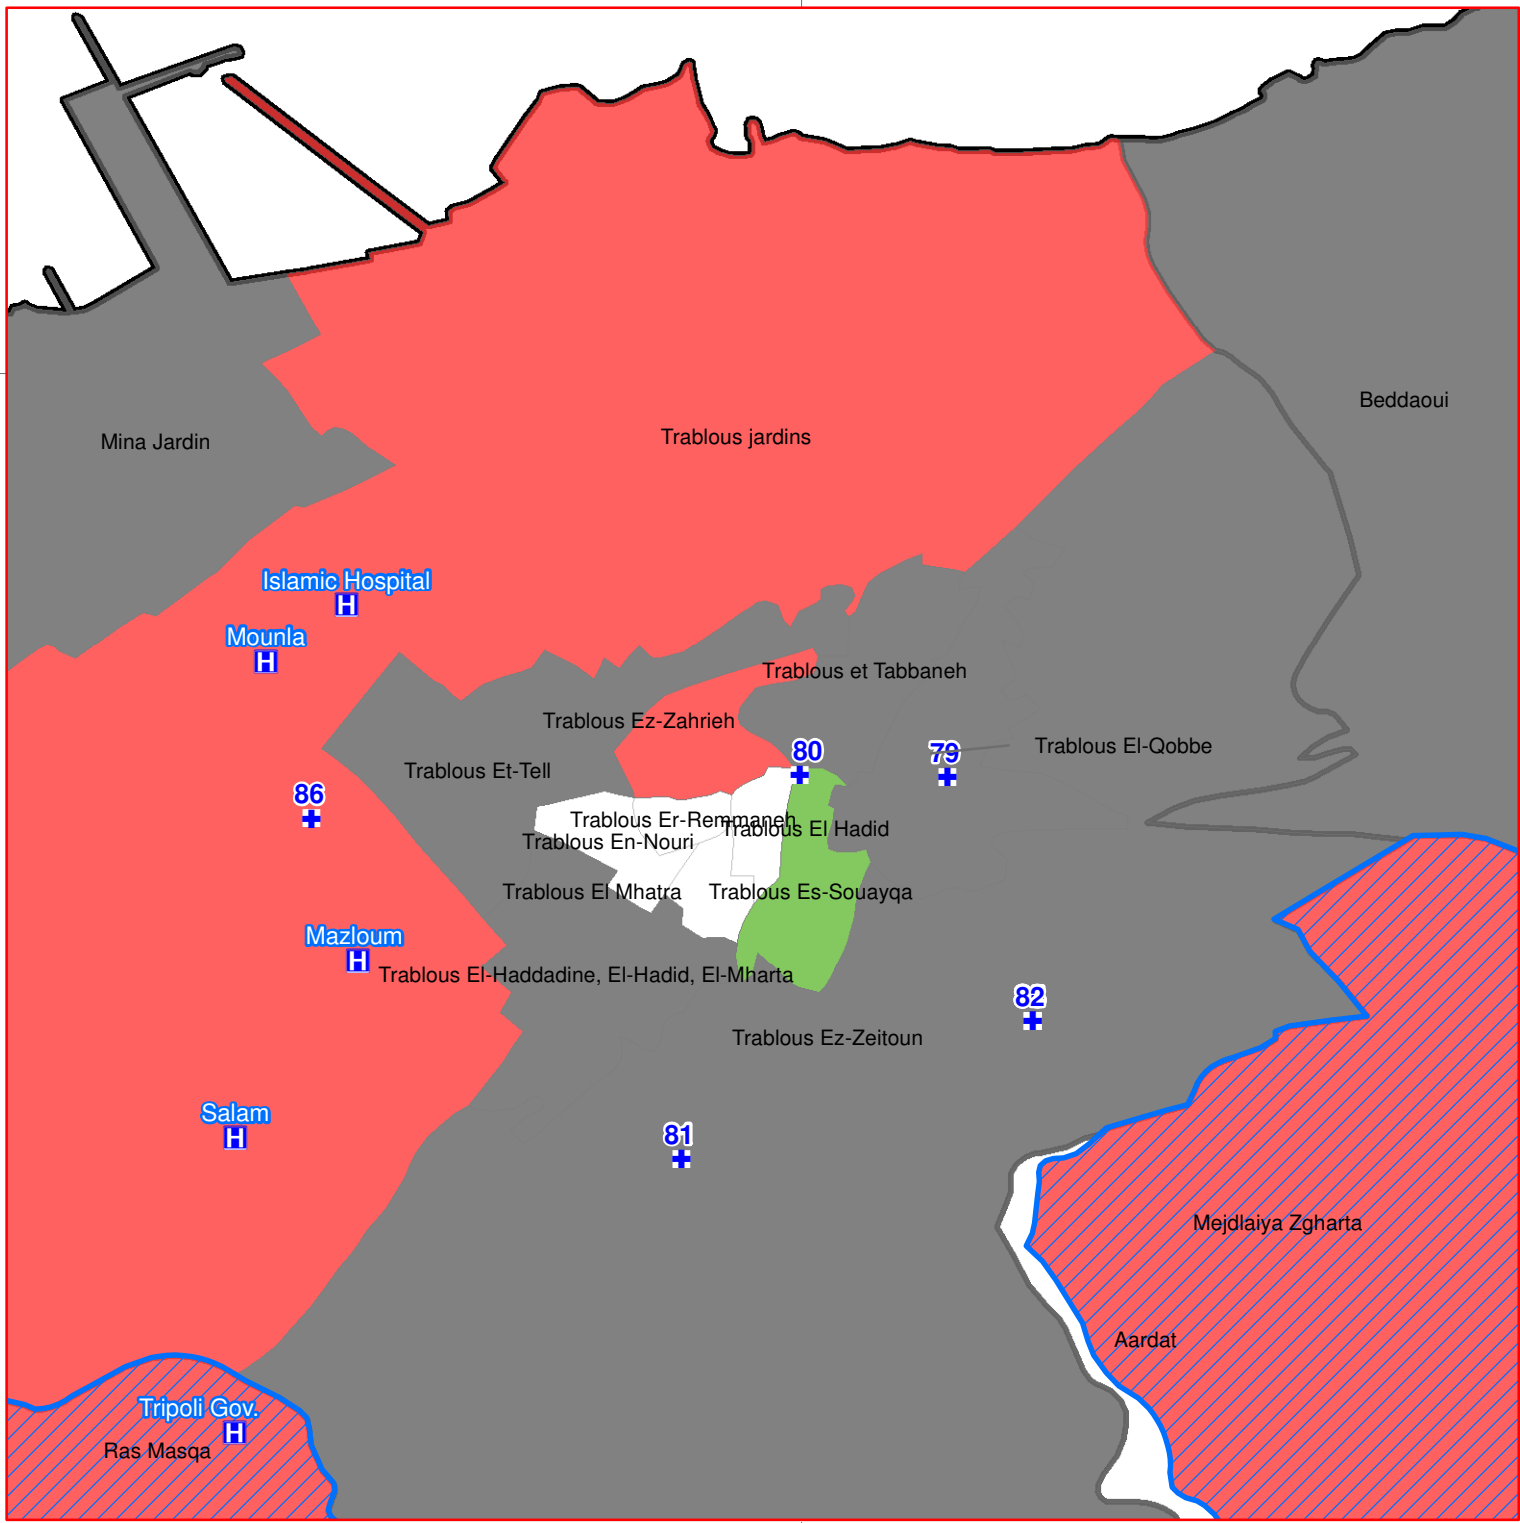 Beddaoui
Trablous jardins
Mina Jardin
Islamic Hospital
H
Mounla
H
Trablous et Tabbaneh
Trablous Ez-Zahrieh
Trablous El-Qobbe
80
79
Trablous Et-Tell
86
Trablous Er-Remmaneh
Trablous El Hadid
Trablous En-Nouri
Trablous El Mhatra
Trablous Es-Souayqa
Mazloum
H
Trablous El-Haddadine, El-Hadid, El-Mharta
82
Trablous Ez-Zeitoun
Salam
H
81
Mejdlaiya Zgharta
Aardat
Tripoli Gov.
H
Ras Masqa